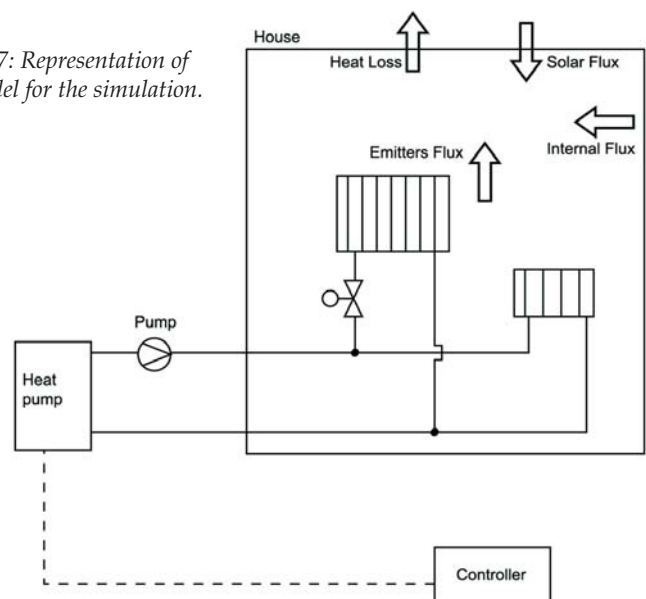 7: Representation of
del for the simulation.
House
Heat Loss
Solar Flux
Internal Flux
Emitters Flux
Pump
Heat
pump
Controller